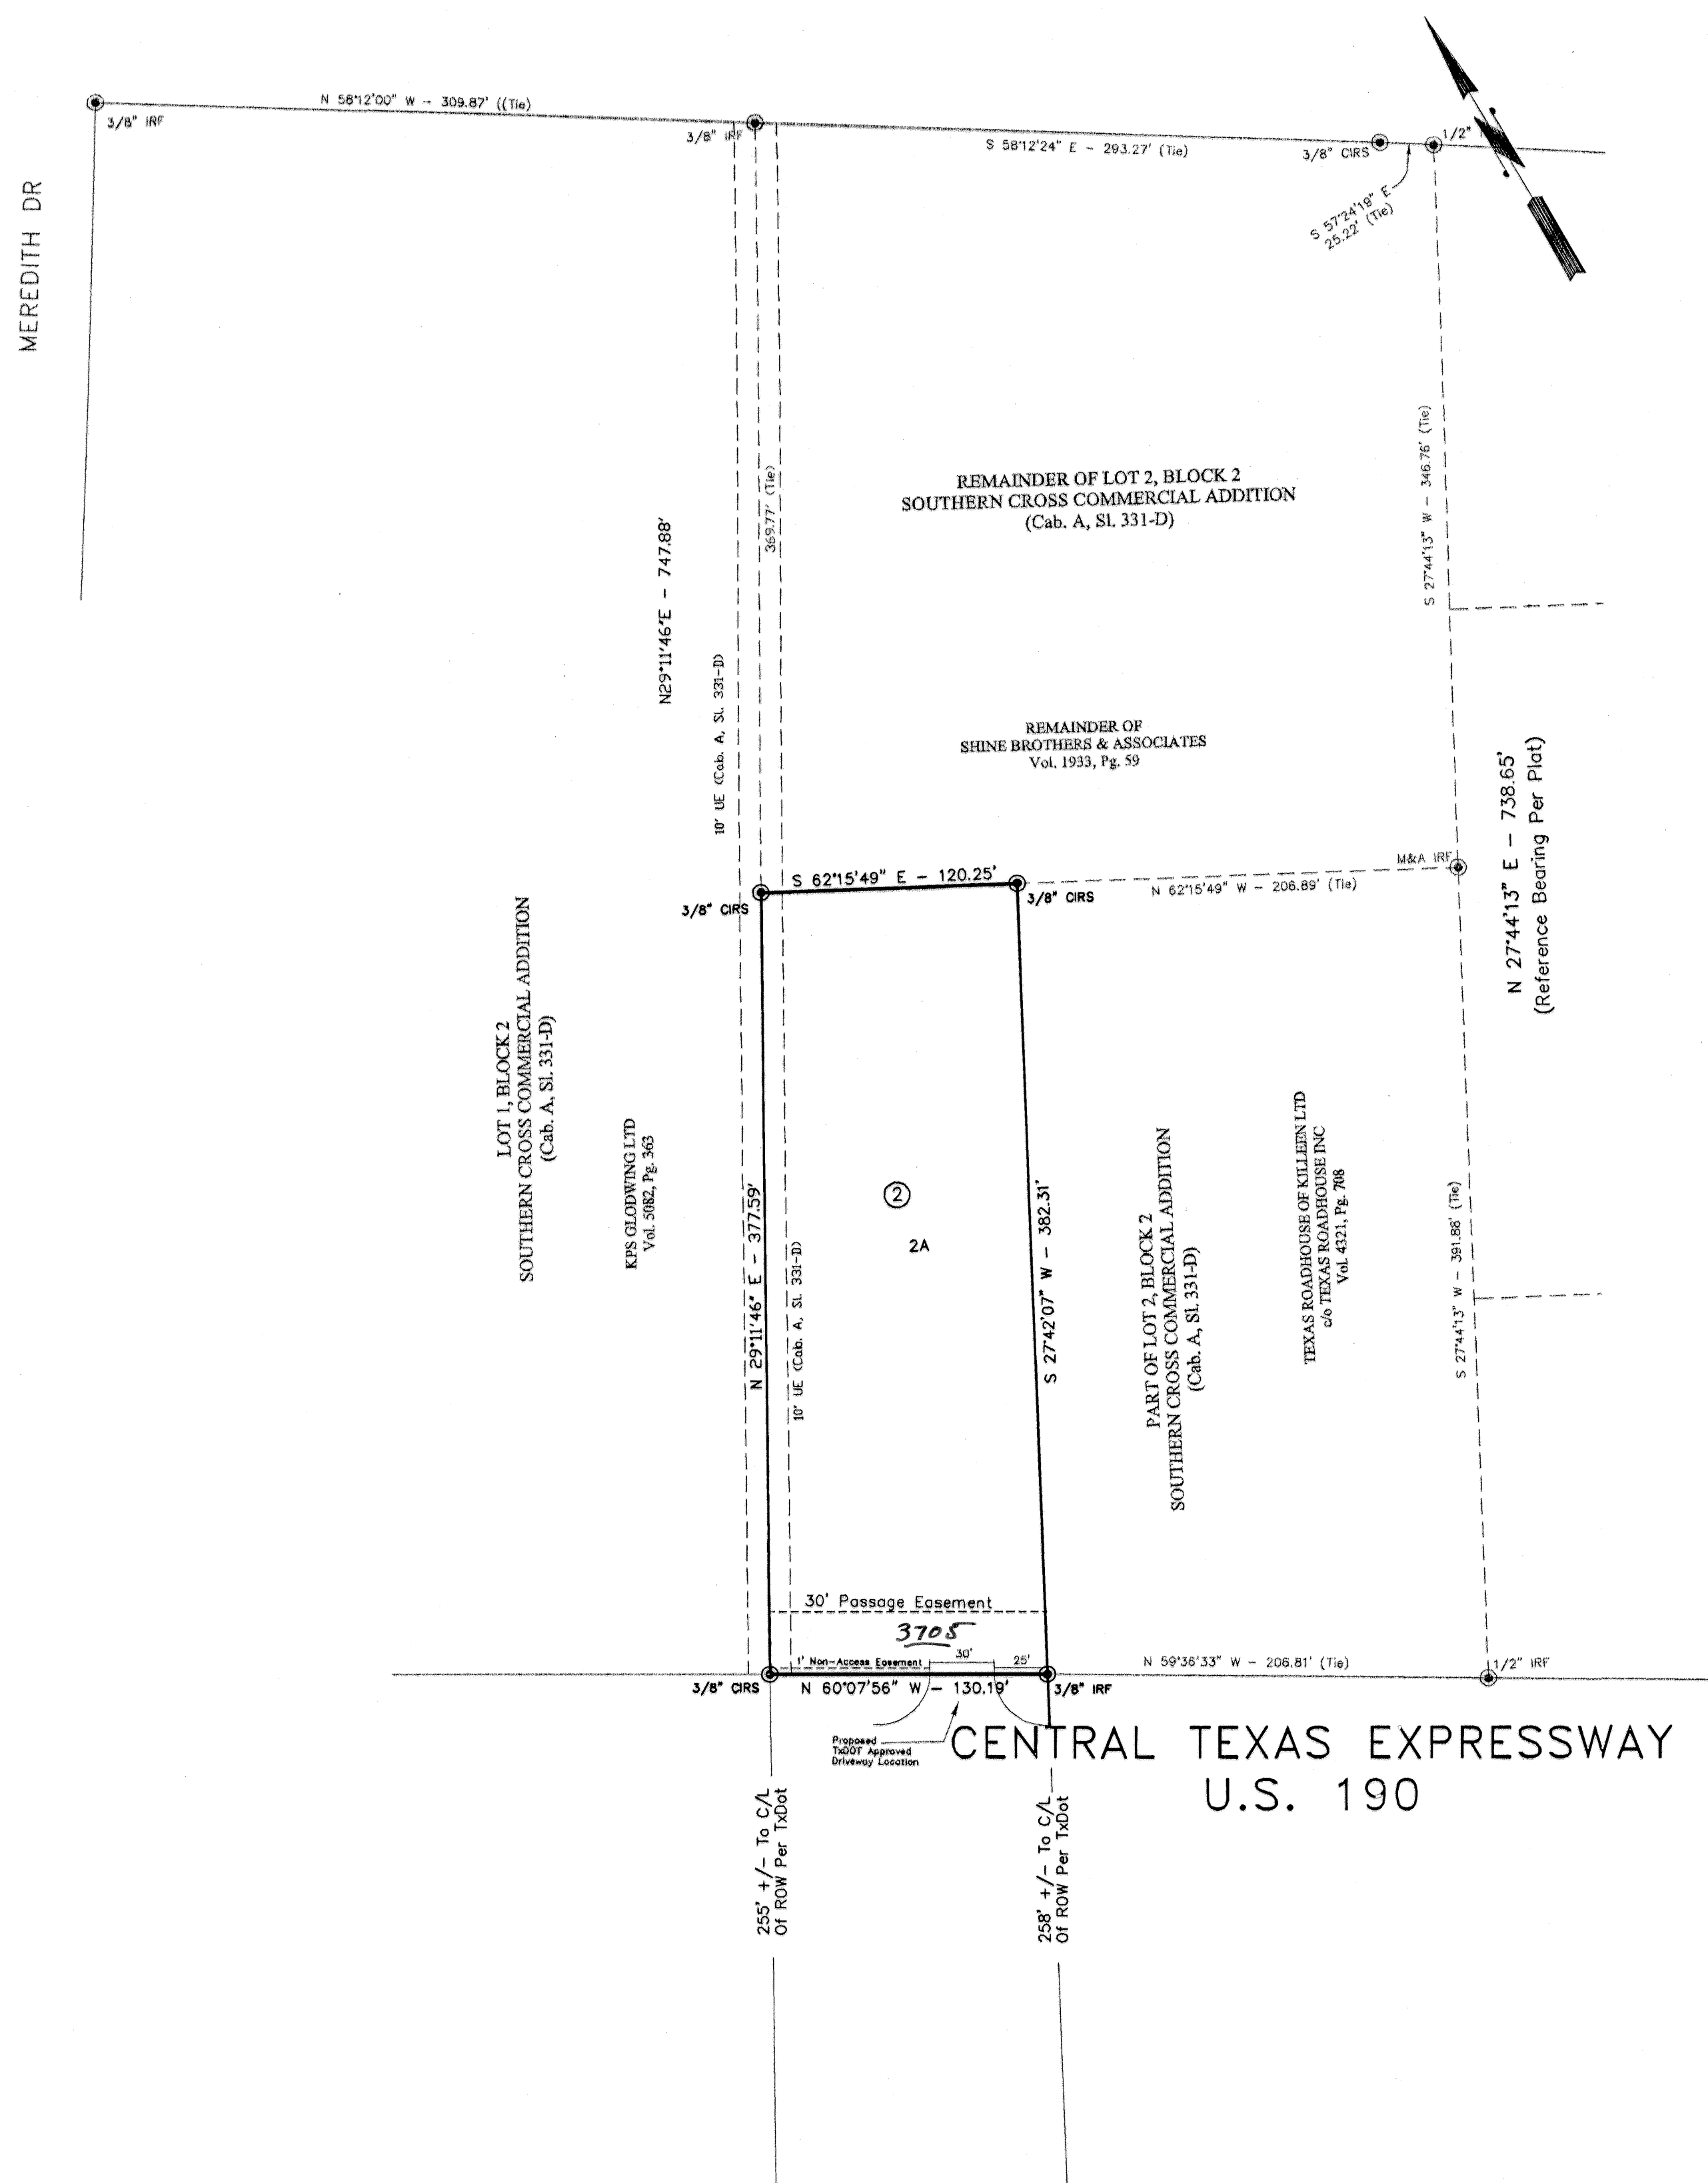 N 58°12'00" W - 309.87' ((Tie)
3/8" IRF
3/8" IRF
S 58°12'24" E - 293.27' (Tie)
3/8" CIRS
1/2"
S 57°24'19" E
25.22' (Tie)
MEREDITH DR
N29°11'46"E - 747.88'
10' UE (Cab. A, Sl. 331-D)
369.77' (Tie)
REMAINDER OF LOT 2, BLOCK 2
SOUTHERN CROSS COMMERCIAL ADDITION
(Cab. A, Sl. 331-D)
S 27°44'13" W - 346.76' (Tie)
REMAINDER OF
SHINE BROTHERS & ASSOCIATES
Vol. 1933, Pg. 59
N 27°44'13" E - 738.65'
(Reference Bearing Per Plat)
S 62°15'49" E - 120.25'
3/8" CIRS
3/8" CIRS
N 62°15'49" W - 206.89' (Tie)
M&A IRF
LOT 1, BLOCK 2
SOUTHERN CROSS COMMERCIAL ADDITION
(Cab. A, Sl. 331-D)
KPS GLODWING LTD
Vol. 5082, Pg. 363
N 29°11'46" E - 377.59'
10' UE (Cab. A, Sl. 331-D)
2
2A
S 27°42'07" W - 382.31'
PART OF LOT 2, BLOCK 2
SOUTHERN CROSS COMMERCIAL ADDITION
(Cab. A, Sl. 331-D)
TEXAS ROADHOUSE OF KILLEEN LTD
c/o TEXAS ROADHOUSE INC
Vol. 4321, Pg. 708
S 27°44'13" W - 391.88' (Tie)
30' Passage Easement
3705
1' Non-Access Easement
30'
25'
N 59°36'33" W - 206.81' (Tie)
1/2" IRF
3/8" CIRS
N 60°07'56" W - 130.19'
3/8" IRF
Proposed
TxDOT Approved
Driveway Location
CENTRAL TEXAS EXPRESSWAY
U.S. 190
255' +/- To C/L
Of ROW Per TxDot
258' +/- To C/L
Of ROW Per TxDot